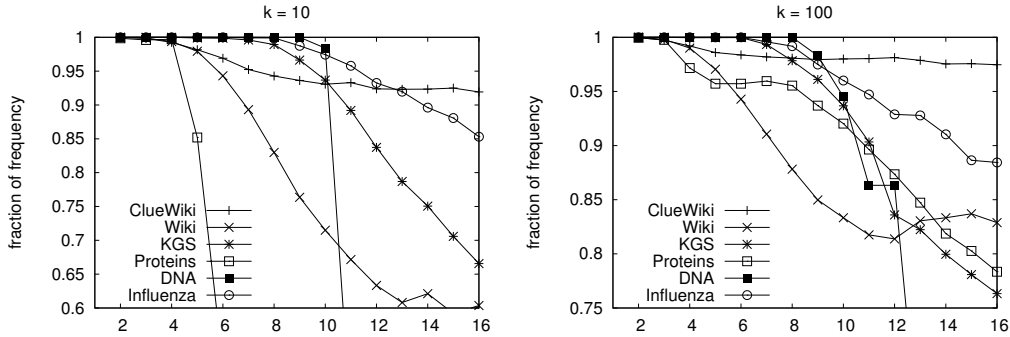 k = 10
fraction of frequency
1
0.95
0.9
0.85
0.8
0.75
0.7
0.65
0.6
ClueWiki
Wiki
KGS
Proteins
DNA
Influenza
2 4 6 8 10 12 14 16
k = 100
fraction of frequency
1
0.95
0.9
0.85
0.8
0.75
ClueWiki
Wiki
KGS
Proteins
DNA
Influenza
2 4 6 8 10 12 14 16